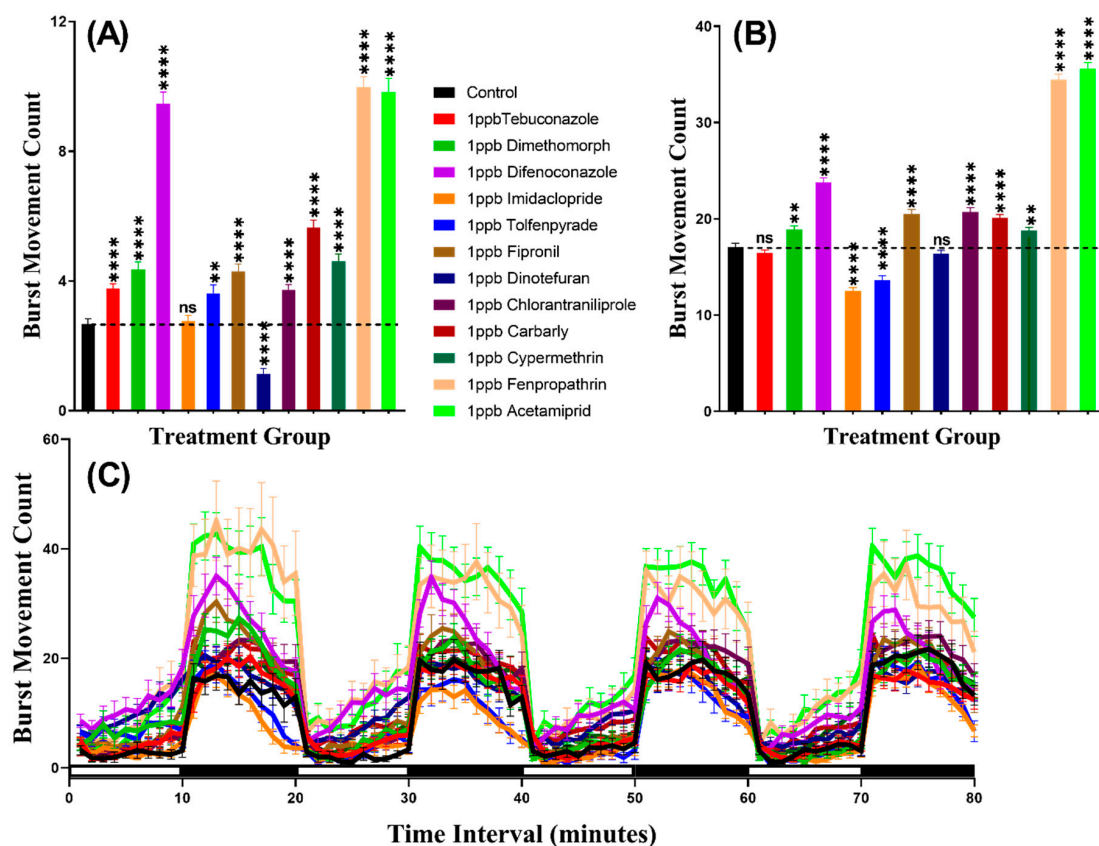 (A)
Burst Movement Count
12
8
4
0
****
****
****
ns
**
****
****
****
****
****
****
****
Treatment Group
Control
1ppbTebuconazole
1ppb Dimethomorph
1ppb Difenoconazole
1ppb Imidaclopride
1ppb Tolfenpyrade
1ppb Fipronil
1ppb Dinotefuran
1ppb Chlorantraniliprole
1ppb Carbarly
1ppb Cypermethrin
1ppb Fenpropathrin
1ppb Acetamiprid
(B)
Burst Movement Count
40
30
20
10
0
ns
**
****
****
****
****
ns
****
****
**
****
****
Treatment Group
(C)
Burst Movement Count
60
40
20
0
0 10 20 30 40 50 60 70 80
Time Interval (minutes)